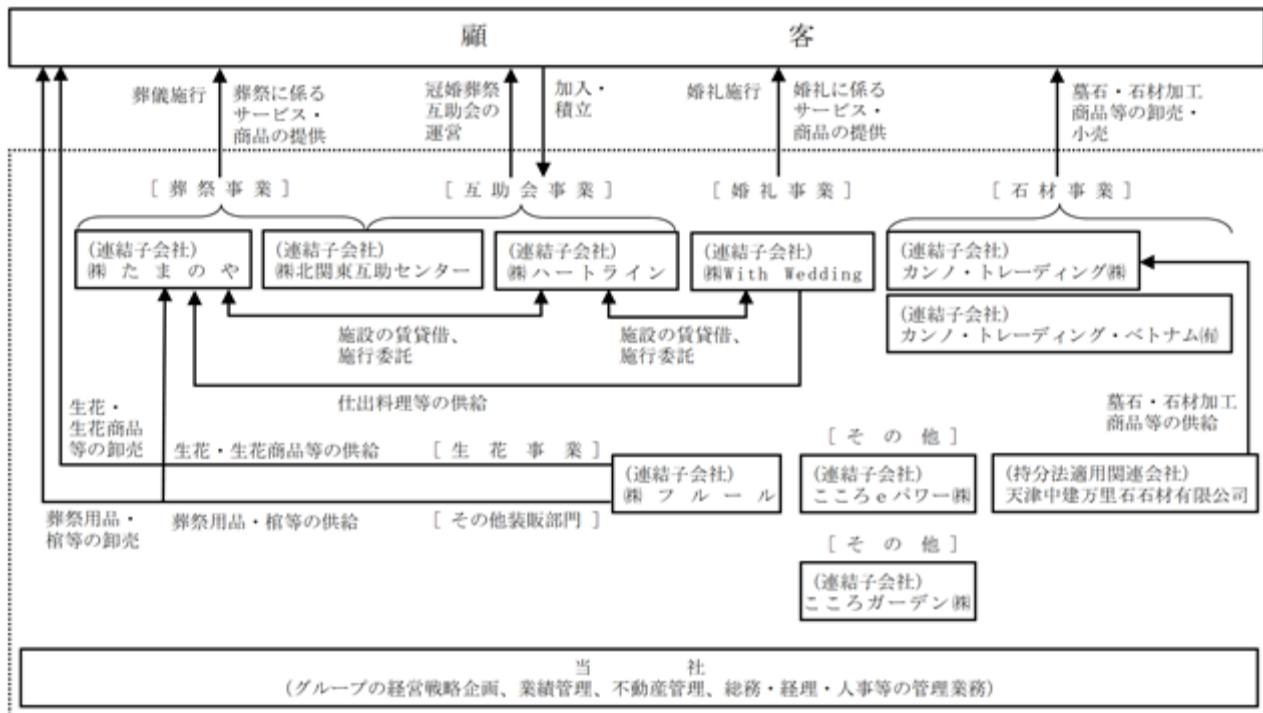 顧客
葬儀施行
葬祭に係る
サービス・
商品の提供
冠婚葬祭
互助会の
運営
加入・
積立
婚礼施行
婚礼に係る
サービス・
商品の提供
墓石・石材加工
商品等の卸売・
小売
[葬祭事業]
[互助会事業]
[婚礼事業]
[石材事業]
(連結子会社)
㈱たまのや
(連結子会社)
㈱北関東互助センター
(連結子会社)
㈱ハートライン
(連結子会社)
㈱With Wedding
(連結子会社)
カンノ・トレーディング㈱
(連結子会社)
カンノ・トレーディング・ベトナム㈲
施設の賃貸借、
施行委託
施設の賃貸借、
施行委託
仕出料理等の供給
生花・
生花商品
等の卸売
墓石・石材加工
商品等の供給
生花・生花商品等の供給
[生花事業]
[その他]
(連結子会社)
㈱フルール
(連結子会社)
こころeパワー㈱
(持分法適用関連会社)
天津中建万里石石材有限公司
葬祭用品・
棺等の卸売
葬祭用品・棺等の供給
[その他装販部門]
[その他]
(連結子会社)
こころガーデン㈱
当社
(グループの経営戦略企画、業績管理、不動産管理、総務・経理・人事等の管理業務)